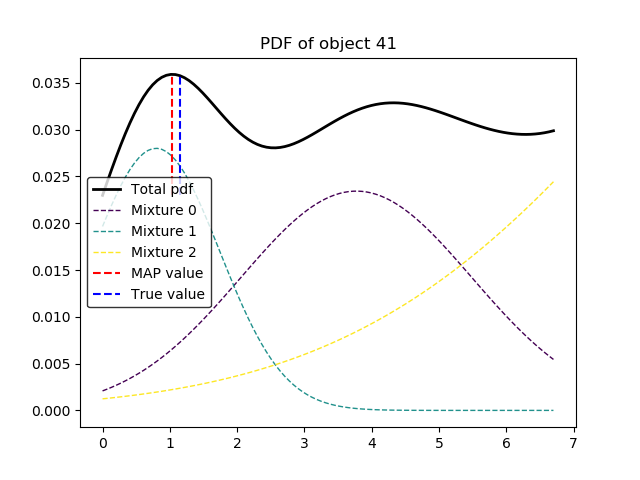 PDF of object 41
0.035
0.030
0.025
0.020
0.015
0.010
0.005
0.000
Total pdf
Mixture 0
Mixture 1
Mixture 2
MAP value
True value
0 1 2 3 4 5 6 7